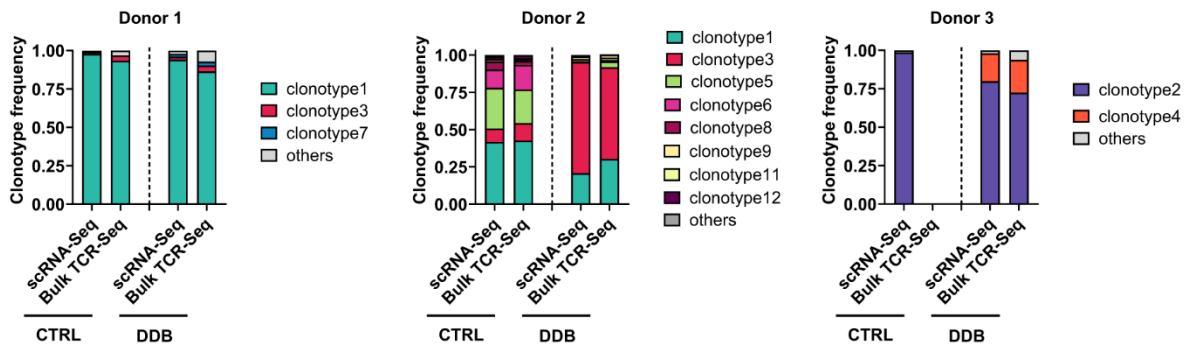 Donor 1
Clonotype frequency
1.00
0.75
0.50
0.25
0.00
scRNA-Seq
Bulk TCR-Seq
scRNA-Seq
Bulk TCR-Seq
CTRL
DDB
clonotype1
clonotype3
clonotype7
others
Donor 2
Clonotype frequency
1.00
0.75
0.50
0.25
0.00
scRNA-Seq
Bulk TCR-Seq
scRNA-Seq
Bulk TCR-Seq
CTRL
DDB
clonotype1
clonotype3
clonotype5
clonotype6
clonotype8
clonotype9
clonotype11
clonotype12
others
Donor 3
Clonotype frequency
1.00
0.75
0.50
0.25
0.00
scRNA-Seq
Bulk TCR-Seq
scRNA-Seq
Bulk TCR-Seq
CTRL
DDB
clonotype2
clonotype4
others